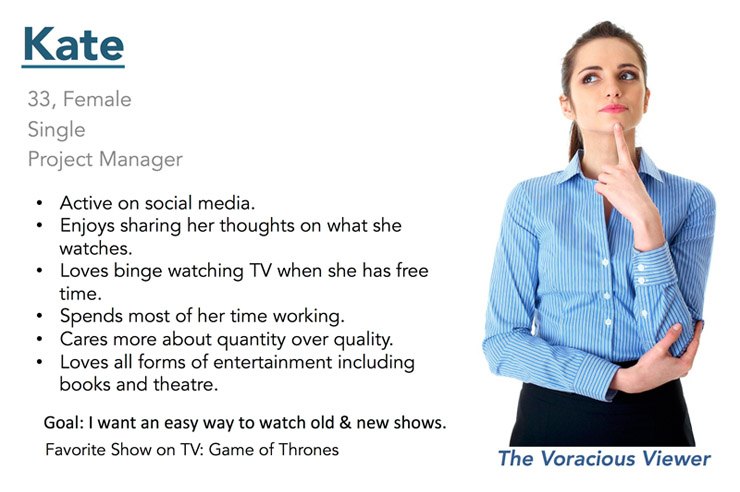 Kate
33, Female
Single
Project Manager
• Active on social media.
• Enjoys sharing her thoughts on what she
watches.
• Loves binge watching TV when she has free
time.
• Spends most of her time working.
• Cares more about quantity over quality.
• Loves all forms of entertainment including
books and theatre.
Goal: I want an easy way to watch old & new shows.
Favorite Show on TV: Game of Thrones
The Voracious Viewer